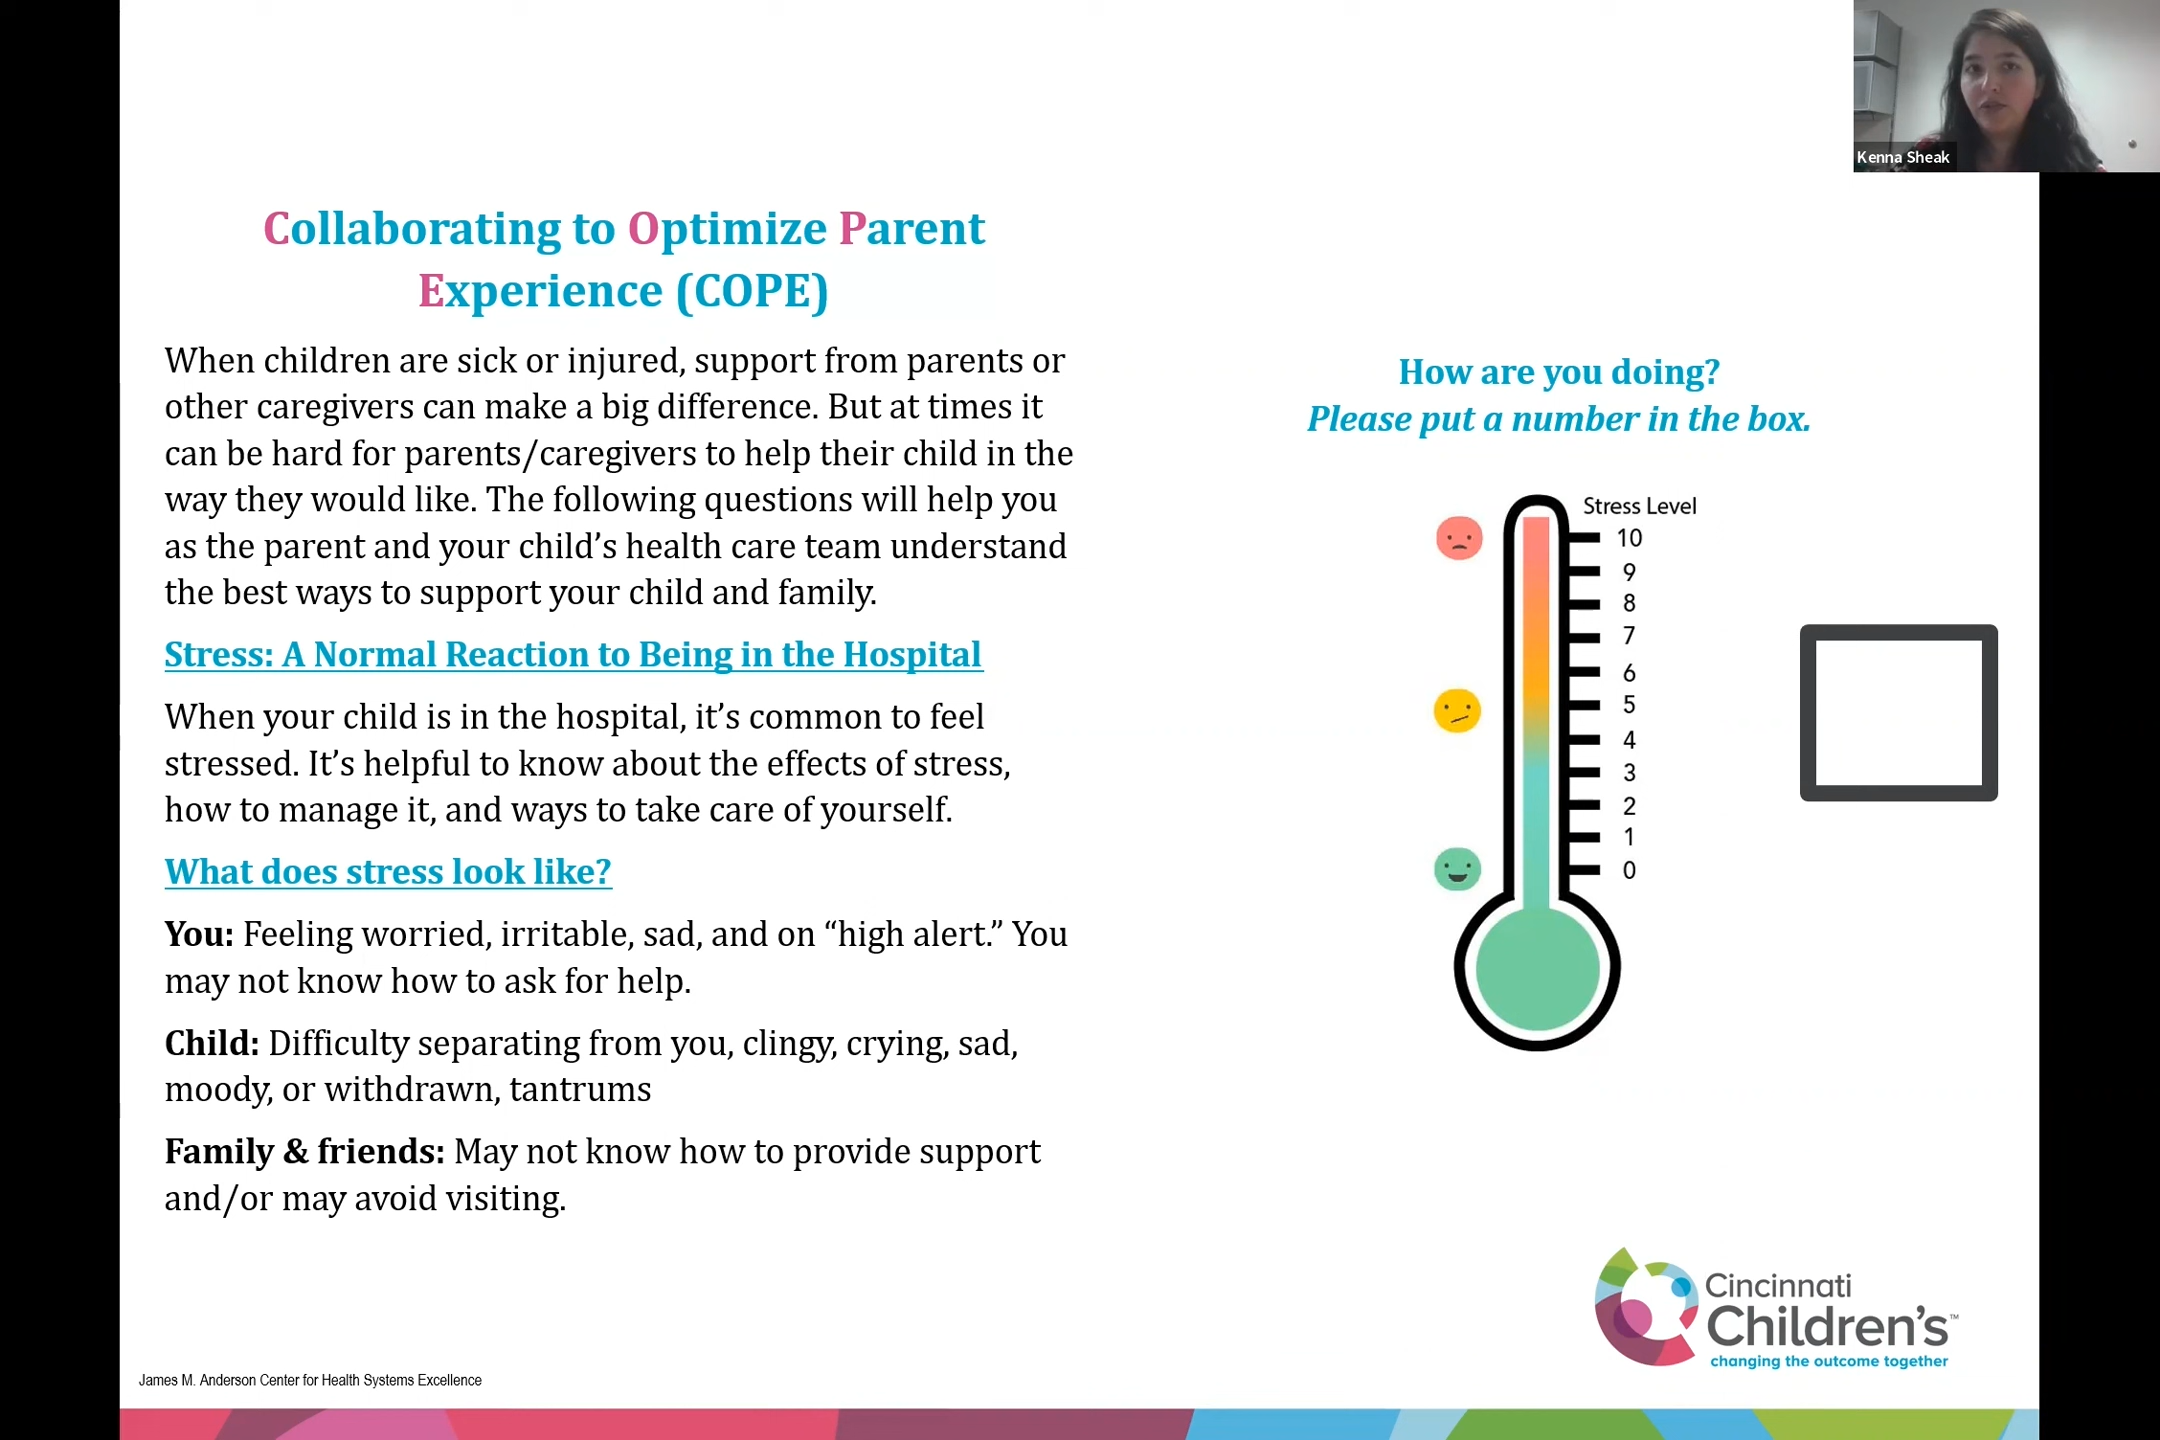 Kenna Sheak
Collaborating to Optimize Parent
Experience (COPE)
When children are sick or injured, support from parents or
other caregivers can make a big difference. But at times it
can be hard for parents/caregivers to help their child in the
way they would like. The following questions will help you
as the parent and your child’s health care team understand
the best ways to support your child and family.
Stress: A Normal Reaction to Being in the Hospital
When your child is in the hospital, it’s common to feel
stressed. It’s helpful to know about the effects of stress,
how to manage it, and ways to take care of yourself.
What does stress look like?
You: Feeling worried, irritable, sad, and on “high alert.” You
may not know how to ask for help.
Child: Difficulty separating from you, clingy, crying, sad,
moody, or withdrawn, tantrums
Family & friends: May not know how to provide support
and/or may avoid visiting.
How are you doing?
Please put a number in the box.
Stress Level
10
9
8
7
6
5
4
3
2
1
0
Cincinnati
Children’s™
changing the outcome together
James M. Anderson Center for Health Systems Excellence